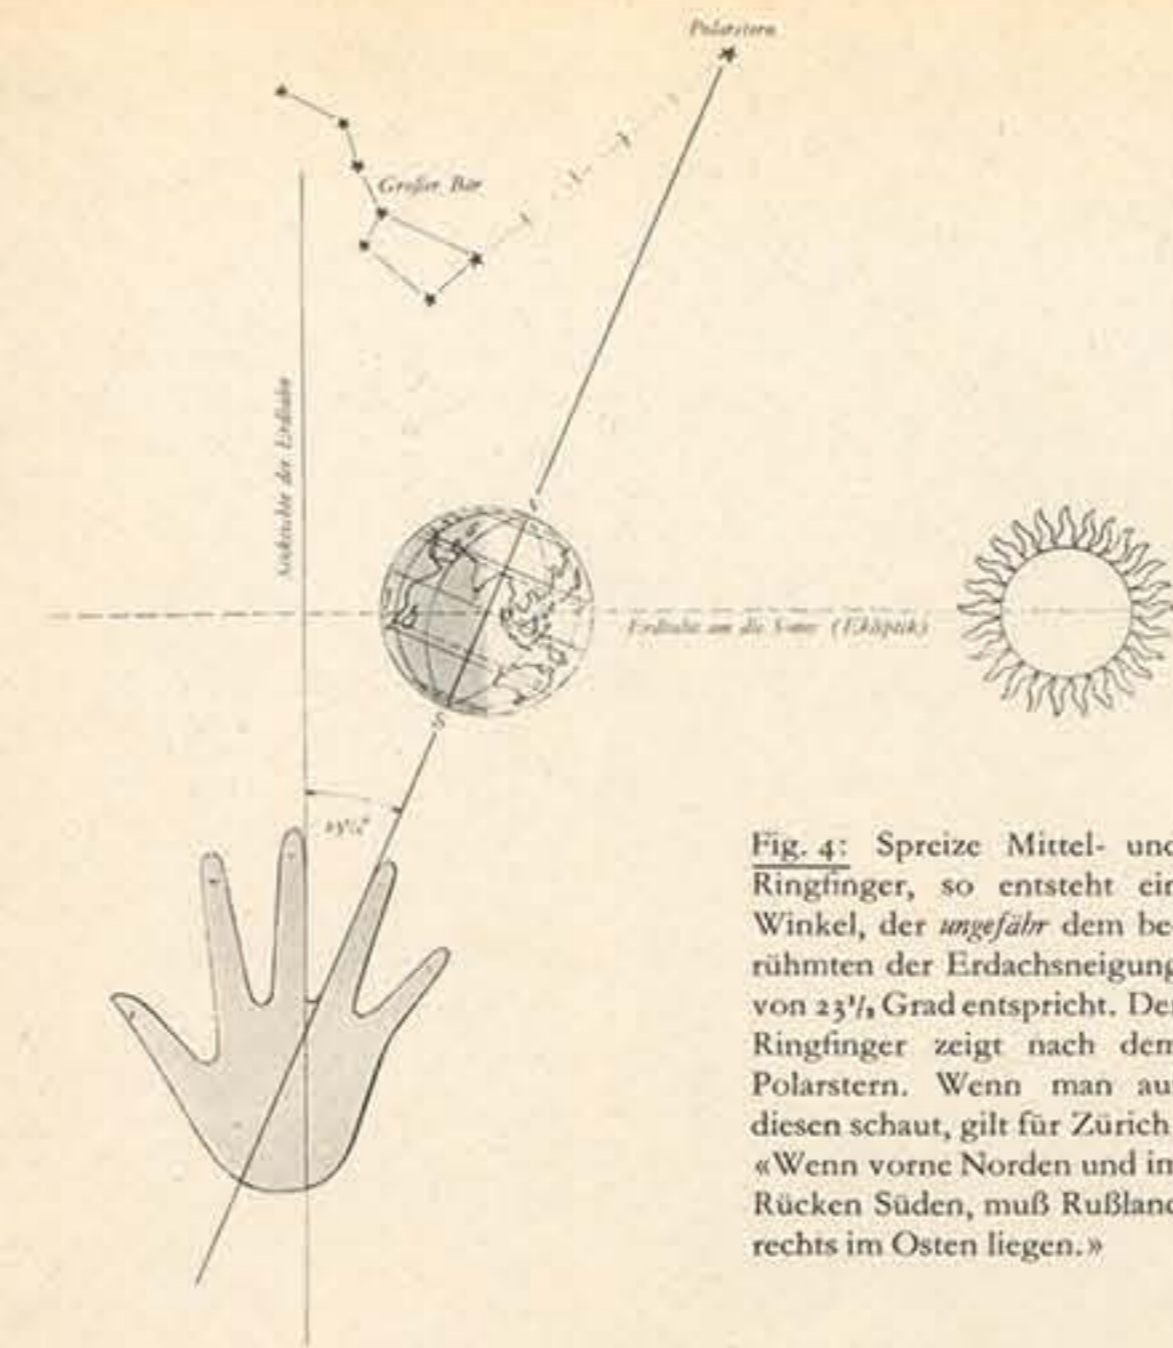 Polarstern
Großer Bär
Senkrechte der Erdbahn
N
Erdbahn um die Sonne (Ekliptik)
S
23½°
Fig. 4: Spreize Mittel- und
Ringfinger, so entsteht ein
Winkel, der ungefähr dem be-
rühmten der Erdachsneigung
von 23½ Grad entspricht. Der
Ringfinger zeigt nach dem
Polarstern. Wenn man auf
diesen schaut, gilt für Zürich
«Wenn vorne Norden und im
Rücken Süden, muß Rußland
rechts im Osten liegen.»